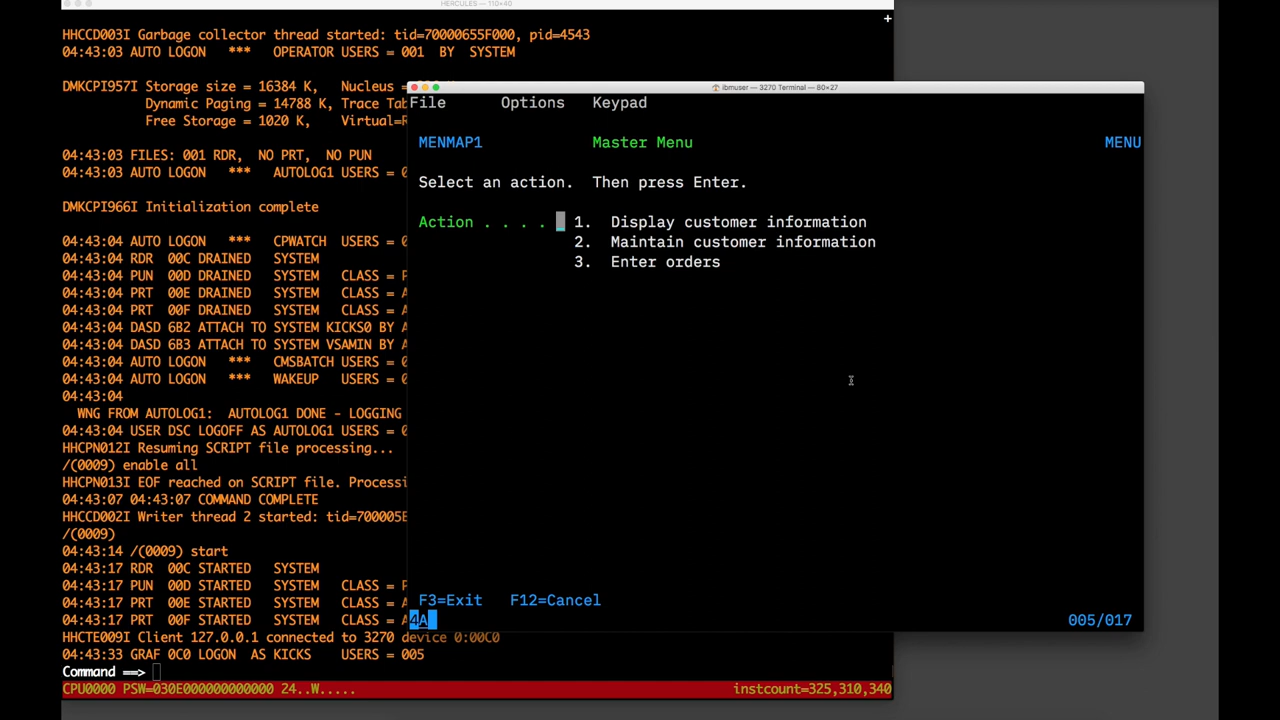 HERCULES — 110×40
+
HHCCD003I Garbage collector thread started: tid=70000655F000, pid=4543
04:43:03 AUTO LOGON   ***   OPERATOR USERS = 001  BY  SYSTEM
DMKCPI957I Storage size = 16384 K,   Nucleus =
Dynamic Paging = 14788 K, Trace Tab
Free Storage = 1020 K,   Virtual=R
04:43:03 FILES: 001 RDR,  NO PRT,  NO PUN
04:43:03 AUTO LOGON   ***   AUTOLOG1 USERS = 0
DMKCPI966I Initialization complete
04:43:04 AUTO LOGON   ***   CPWATCH  USERS = 0
04:43:04 RDR  00C DRAINED   SYSTEM
04:43:04 PUN  00D DRAINED   SYSTEM     CLASS = P
04:43:04 PRT  00E DRAINED   SYSTEM     CLASS = A
04:43:04 PRT  00F DRAINED   SYSTEM     CLASS = A
04:43:04 DASD 6B2 ATTACH TO SYSTEM KICKS0 BY A
04:43:04 DASD 6B3 ATTACH TO SYSTEM VSAMIN BY A
04:43:04 AUTO LOGON   ***   CMSBATCH USERS = 0
04:43:04 AUTO LOGON   ***   WAKEUP   USERS = 0
04:43:04
WNG FROM AUTOLOG1:  AUTOLOG1 DONE - LOGGING
04:43:04 USER DSC LOGOFF AS AUTOLOG1 USERS = 0
HHCPN012I Resuming SCRIPT file processing...
/(0009) enable all
HHCPN013I EOF reached on SCRIPT file. Processi
04:43:07 04:43:07 COMMAND COMPLETE
HHCCD002I Writer thread 2 started: tid=700005E
/(0009)
04:43:14 /(0009) start
04:43:17 RDR  00C STARTED   SYSTEM
04:43:17 PUN  00D STARTED   SYSTEM     CLASS = P
04:43:17 PRT  00E STARTED   SYSTEM     CLASS = A
04:43:17 PRT  00F STARTED   SYSTEM     CLASS = A
HHCTE009I Client 127.0.0.1 connected to 3270 device 0:00C0
04:43:33 GRAF 0C0 LOGON  AS KICKS    USERS = 005
Command ==>
CPU0000 PSW=030E000000000000 24..W.....   instcount=325,310,340
ibmuser — 3270 Terminal — 80×27
File   Options   Keypad
MENMAP1   Master Menu   MENU
Select an action.  Then press Enter.
Action . . . .   1.  Display customer information
2.  Maintain customer information
3.  Enter orders
F3=Exit   F12=Cancel
4A   005/017